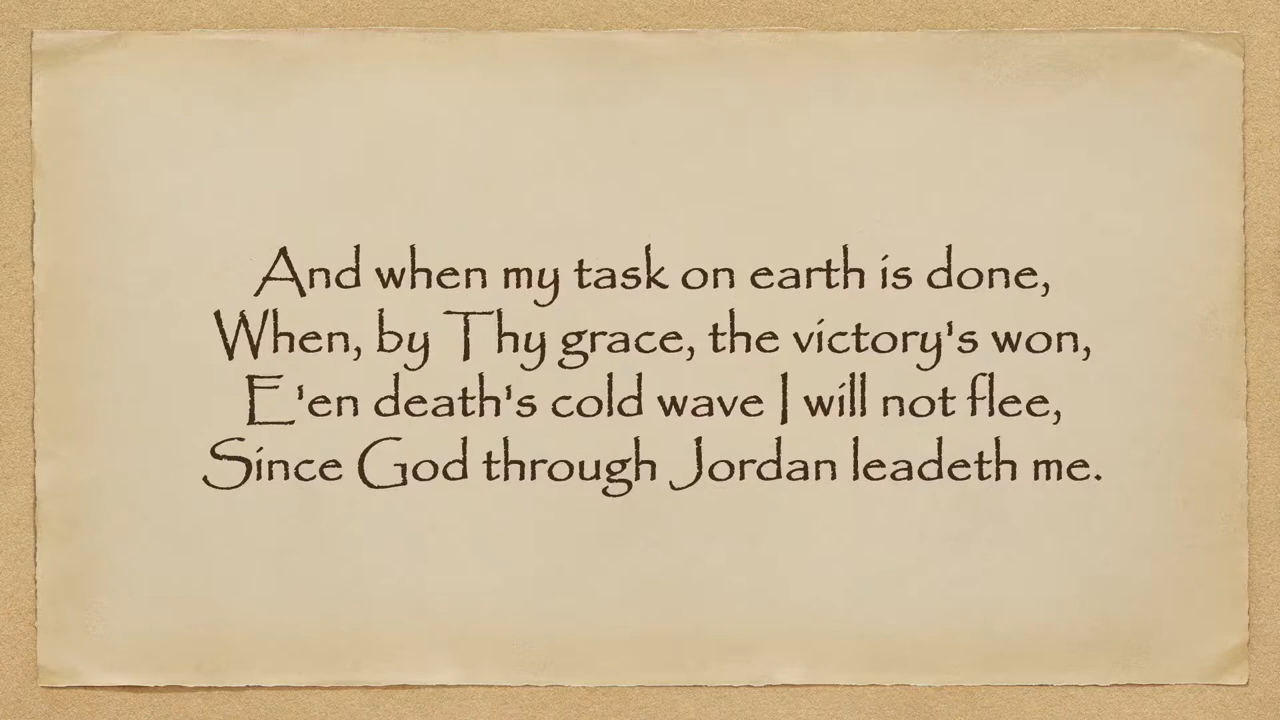 And when my task on earth is done,
When, by Thy grace, the victory's won,
E'en death's cold wave I will not flee,
Since God through Jordan leadeth me.